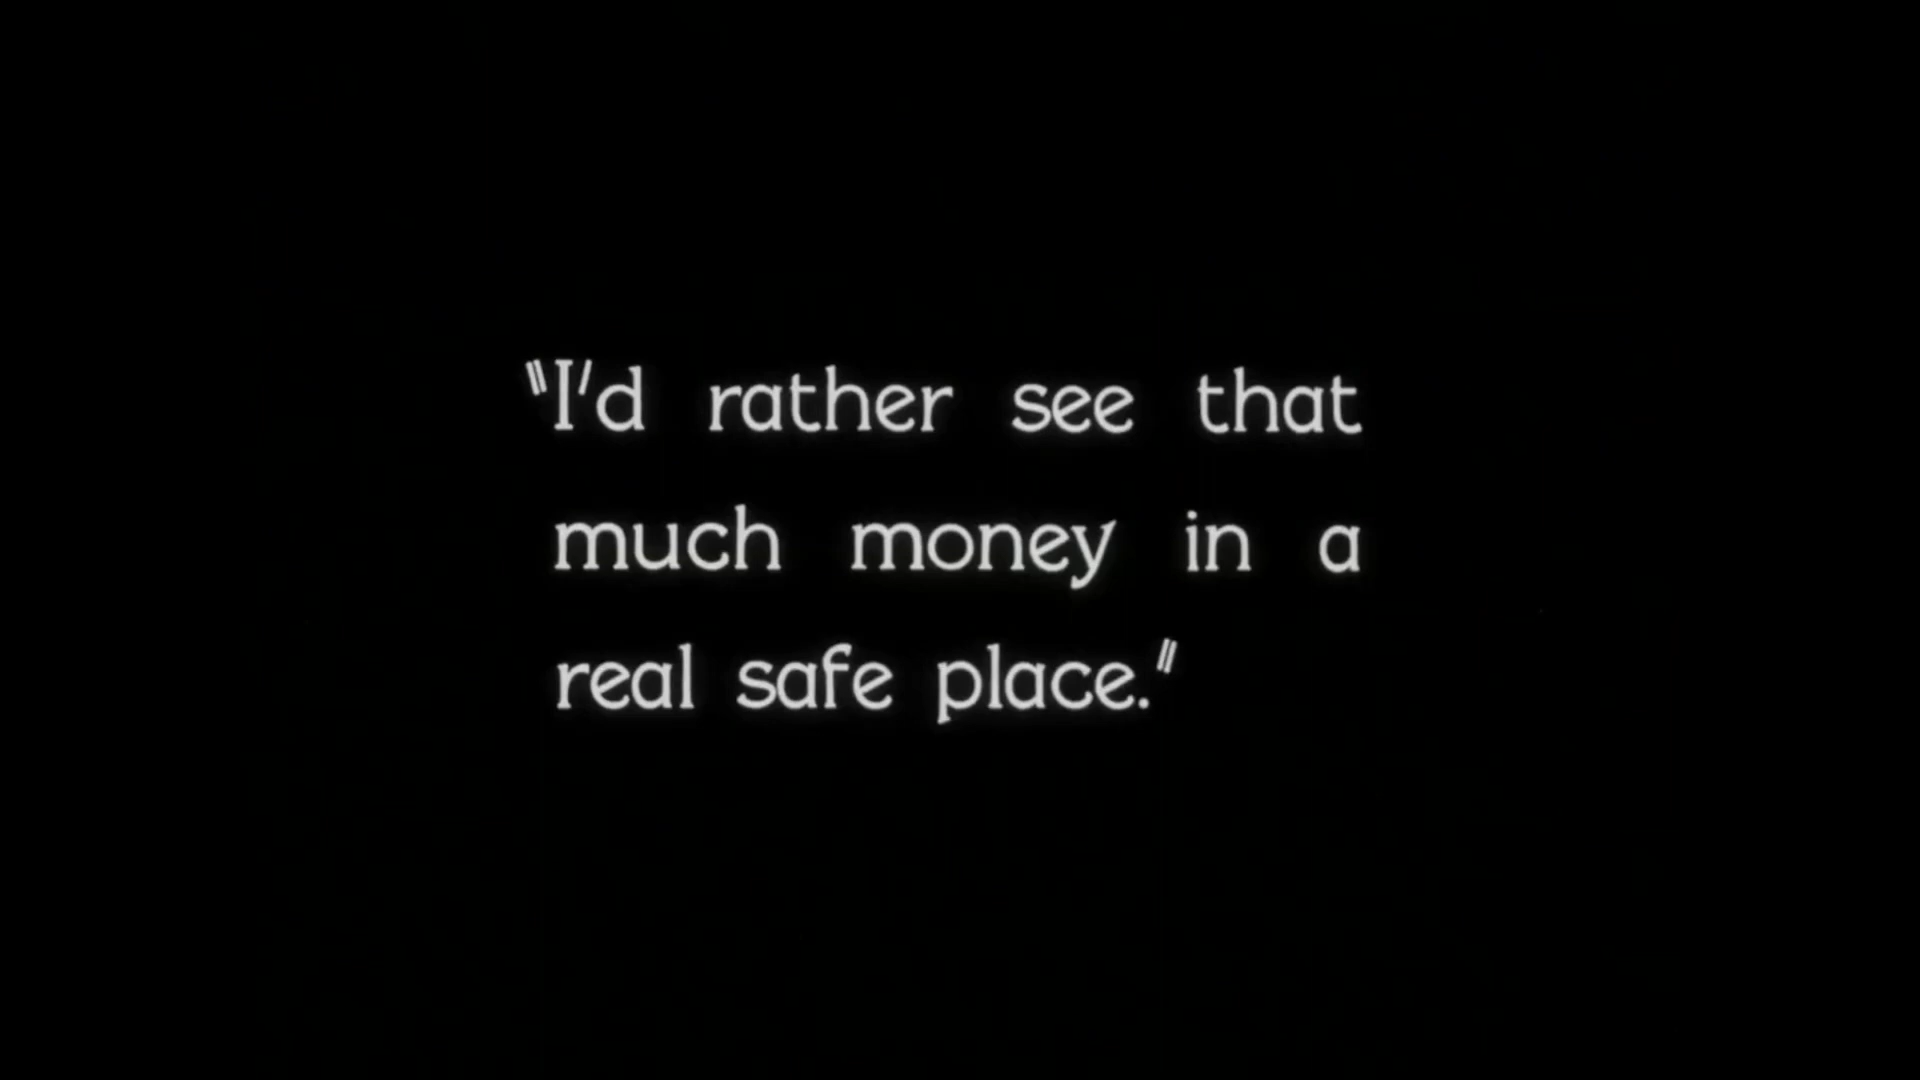 "I'd rather see that
much money in a
real safe place."